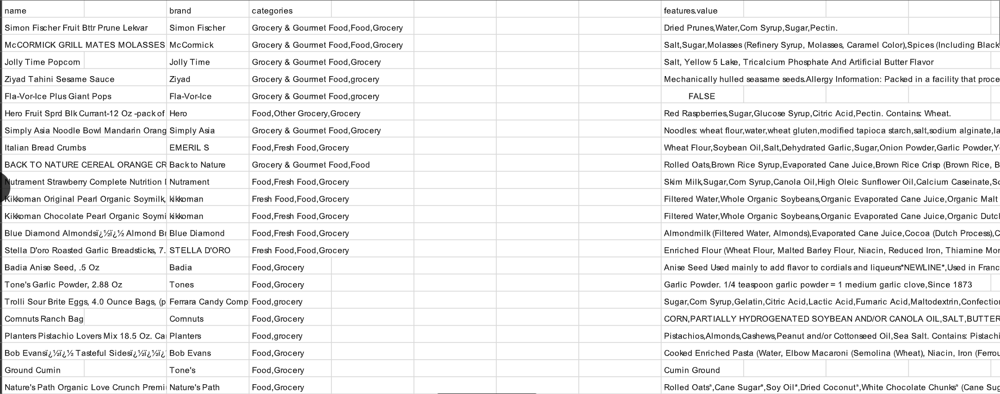 name brand categories features.value
Simon Fischer Fruit Bttr Prune Lekvar Simon Fischer Grocery & Gourmet Food,Food,Grocery Dried Prunes,Water,Corn Syrup,Sugar,Pectin.
McCORMICK GRILL MATES MOLASSES McCormick Grocery & Gourmet Food,Food,Grocery Salt,Sugar,Molasses (Refinery Syrup, Molasses, Caramel Color),Spices (Including Black
Jolly Time Popcorn Jolly Time Grocery & Gourmet Food,Grocery Salt, Yellow 5 Lake, Tricalcium Phosphate And Artificial Butter Flavor
Ziyad Tahini Sesame Sauce Ziyad Grocery & Gourmet Food,grocery Mechanically hulled seasame seeds.Allergy Information: Packed in a facility that proce
Fla-Vor-Ice Plus Giant Pops Fla-Vor-Ice Grocery & Gourmet Food,grocery FALSE
Hero Fruit Sprd Blk Currant-12 Oz -pack of Hero Food,Other Grocery,Grocery Red Raspberries,Sugar,Glucose Syrup,Citric Acid,Pectin. Contains: Wheat.
Simply Asia Noodle Bowl Mandarin Orang Simply Asia Grocery & Gourmet Food,Grocery Noodles: wheat flour,water,wheat gluten,modified tapioca starch,salt,sodium alginate,la
Italian Bread Crumbs EMERIL S Food,Fresh Food,Grocery Wheat Flour,Soybean Oil,Salt,Dehydrated Garlic,Sugar,Onion Powder,Garlic Powder,Y
BACK TO NATURE CEREAL ORANGE CR Back to Nature Grocery & Gourmet Food,Food Rolled Oats,Brown Rice Syrup,Evaporated Cane Juice,Brown Rice Crisp (Brown Rice, B
Nutrament Strawberry Complete Nutrition Nutrament Food,Fresh Food,Grocery Skim Milk,Sugar,Corn Syrup,Canola Oil,High Oleic Sunflower Oil,Calcium Caseinate,So
Kikkoman Original Pearl Organic Soymilk, kikkoman Fresh Food,Food,Grocery Filtered Water,Whole Organic Soybeans,Organic Evaporated Cane Juice,Organic Malt
Kikkoman Chocolate Pearl Organic Soymi kikkoman Food,Fresh Food,Grocery Filtered Water,Whole Organic Soybeans,Organic Evaporated Cane Juice,Organic Dutch
Blue Diamond Almondsï¿½ï¿½ Almond Br Blue Diamond Food,Fresh Food,Grocery Almondmilk (Filtered Water, Almonds),Evaporated Cane Juice,Cocoa (Dutch Process),C
Stella D'oro Roasted Garlic Breadsticks, 7. STELLA D'ORO Fresh Food,Food,Grocery Enriched Flour (Wheat Flour, Malted Barley Flour, Niacin, Reduced Iron, Thiamine Mon
Badia Anise Seed, .5 Oz Badia Food,Grocery Anise Seed Used mainly to add flavor to cordials and liqueurs*NEWLINE*,Used in Franc
Tone's Garlic Powder, 2.88 Oz Tones Food,Grocery Garlic Powder. 1/4 teaspoon garlic powder = 1 medium garlic clove,Since 1873
Trolli Sour Brite Eggs, 4.0 Ounce Bags, (p Ferrara Candy Comp Food,grocery Sugar,Corn Syrup,Gelatin,Citric Acid,Lactic Acid,Fumaric Acid,Maltodextrin,Confection
Cornnuts Ranch Bag Cornnuts Food,Grocery CORN,PARTIALLY HYDROGENATED SOYBEAN AND/OR CANOLA OIL,SALT,BUTTER
Planters Pistachio Lovers Mix 18.5 Oz. Ca Planters Food,grocery Pistachios,Almonds,Cashews,Peanut and/or Cottonseed Oil,Sea Salt. Contains: Pistachi
Bob Evansï¿½ï¿½ Tasteful Sidesï¿½ï¿½ï¿½ Bob Evans Food,Grocery Cooked Enriched Pasta (Water, Elbow Macaroni (Semolina (Wheat), Niacin, Iron (Ferrou
Ground Cumin Tone's Food,Grocery Cumin Ground
Nature's Path Organic Love Crunch Premi Nature's Path Food,Grocery Rolled Oats*,Cane Sugar*,Soy Oil*,Dried Coconut*,White Chocolate Chunks* (Cane Sug